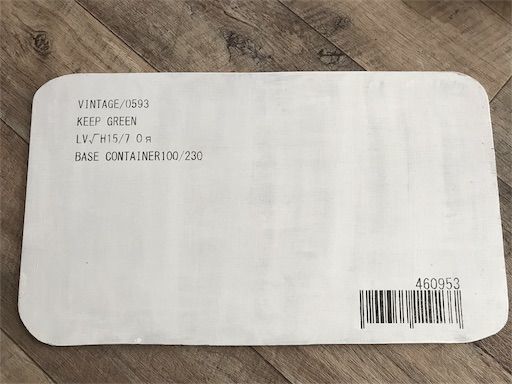 VINTAGE/0593
KEEP GREEN
LV√H15/7 0 я
BASE CONTAINER100/230
460953